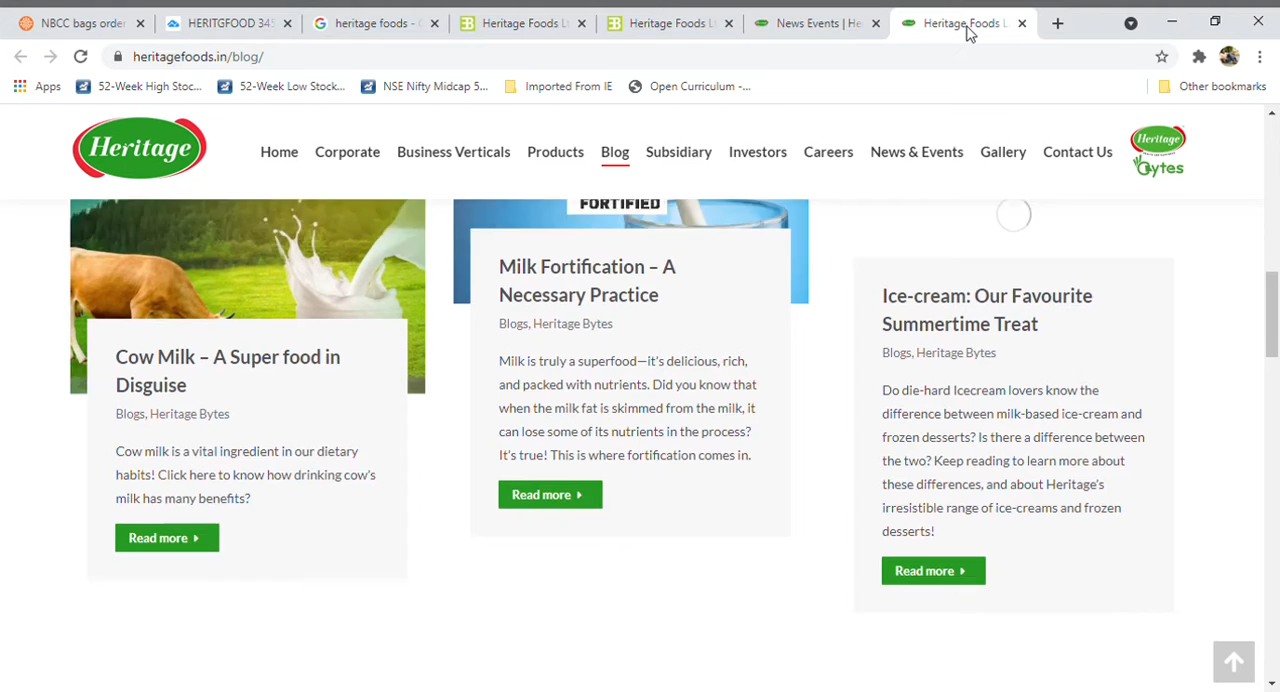 NBCC bags order
HERITGFOOD 345
heritage foods -
Heritage Foods L
Heritage Foods L
News Events | He
Heritage Foods L
heritagefoods.in/blog/
Apps
52-Week High Stoc...
52-Week Low Stock...
NSE Nifty Midcap 5...
Imported From IE
Open Curriculum -...
Other bookmarks
Heritage
Home
Corporate
Business Verticals
Products
Blog
Subsidiary
Investors
Careers
News & Events
Gallery
Contact Us
Heritage
Bytes
Cow Milk – A Super food in
Disguise
Blogs, Heritage Bytes
Cow milk is a vital ingredient in our dietary
habits! Click here to know how drinking cow's
milk has many benefits?
Read more
FORTIFIED
Milk Fortification – A
Necessary Practice
Blogs, Heritage Bytes
Milk is truly a superfood—it's delicious, rich,
and packed with nutrients. Did you know that
when the milk fat is skimmed from the milk, it
can lose some of its nutrients in the process?
It's true! This is where fortification comes in.
Read more
Ice-cream: Our Favourite
Summertime Treat
Blogs, Heritage Bytes
Do die-hard Icecream lovers know the
difference between milk-based ice-cream and
frozen desserts? Is there a difference between
the two? Keep reading to learn more about
these differences, and about Heritage's
irresistible range of ice-creams and frozen
desserts!
Read more